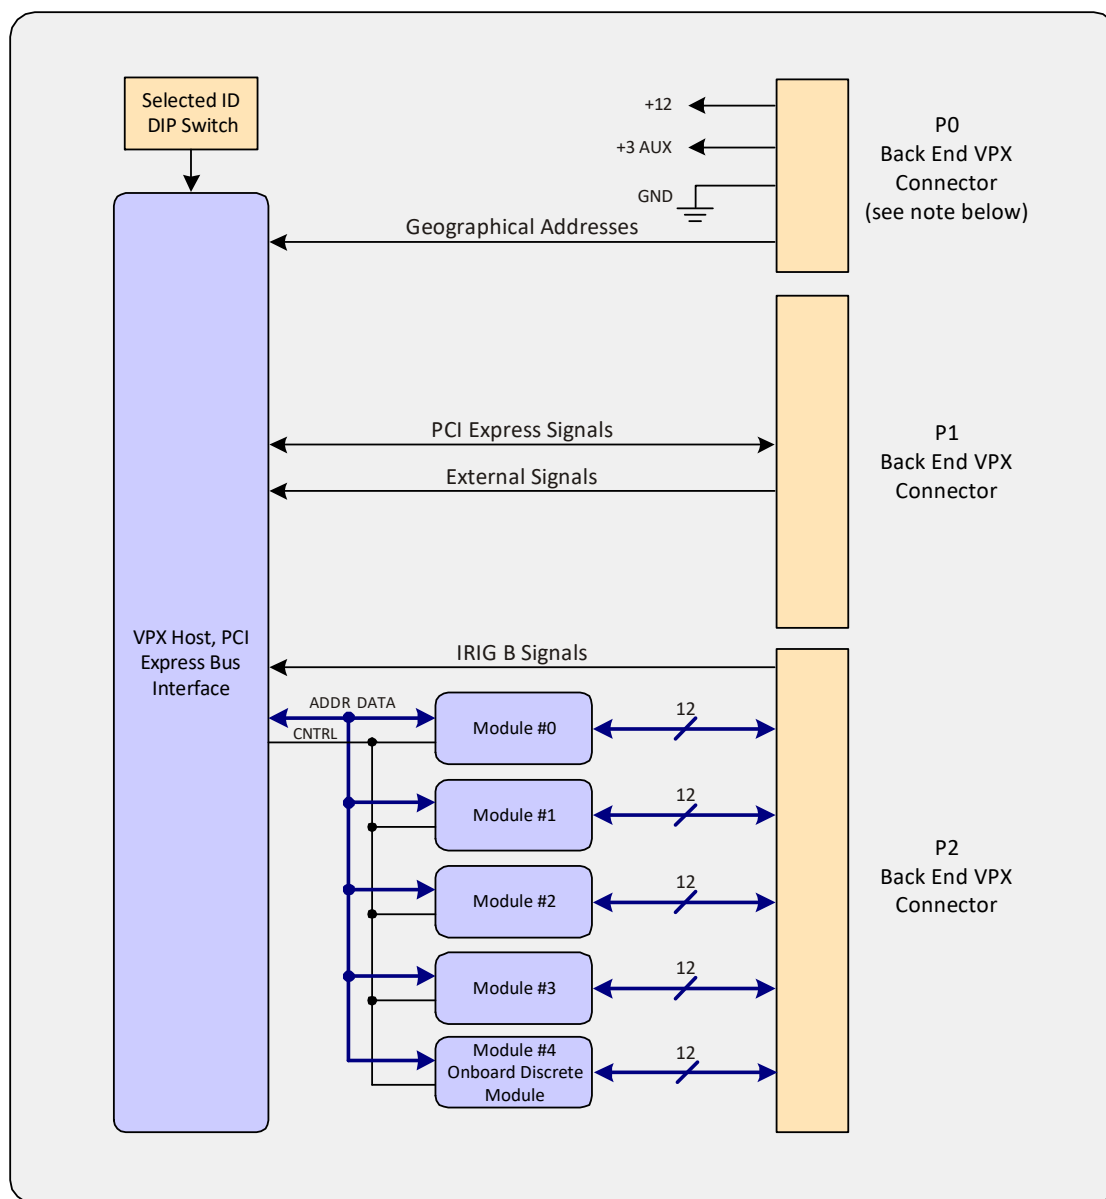 Selected ID
DIP Switch
+12
+3 AUX
GND
Geographical Addresses
P0
Back End VPX
Connector
(see note below)
PCI Express Signals
External Signals
P1
Back End VPX
Connector
VPX Host, PCI
Express Bus
Interface
IRIG B Signals
ADDR DATA
CNTRL
Module #0
12
Module #1
12
Module #2
12
Module #3
12
Module #4
Onboard Discrete
Module
12
P2
Back End VPX
Connector